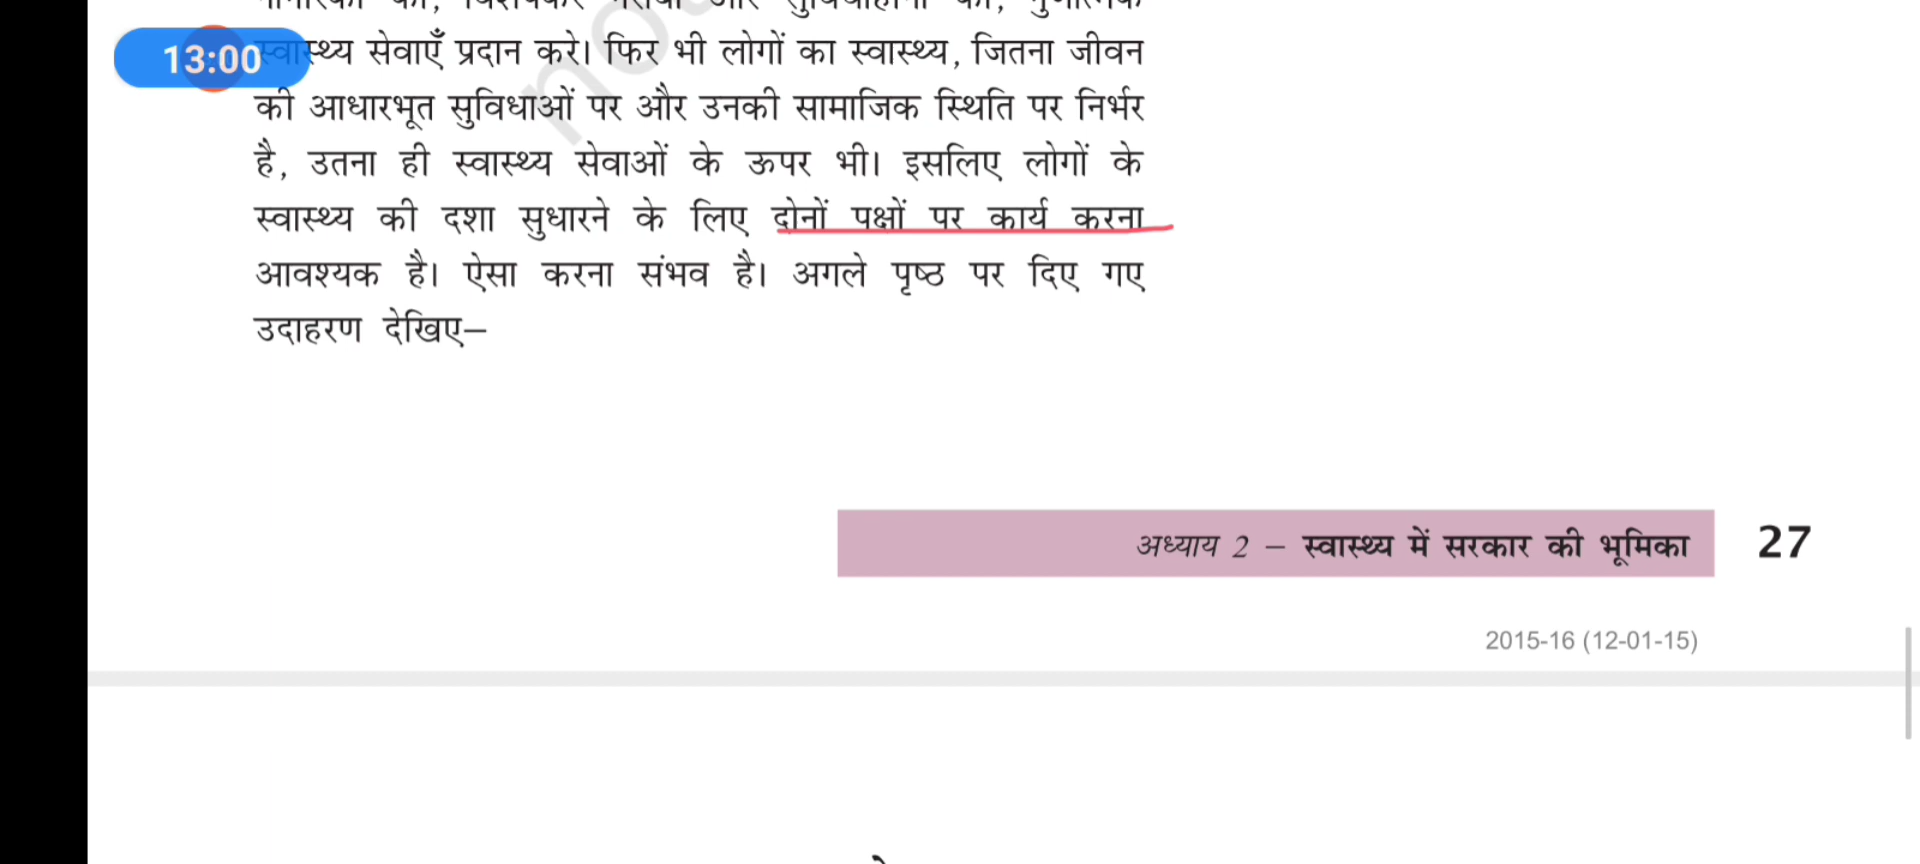 13:00
स्वास्थ्य सेवाएँ प्रदान करे। फिर भी लोगों का स्वास्थ्य, जितना जीवन
की आधारभूत सुविधाओं पर और उनकी सामाजिक स्थिति पर निर्भर
है, उतना ही स्वास्थ्य सेवाओं के ऊपर भी। इसलिए लोगों के
स्वास्थ्य की दशा सुधारने के लिए दोनों पक्षों पर कार्य करना
आवश्यक है। ऐसा करना संभव है। अगले पृष्ठ पर दिए गए
उदाहरण देखिए–
अध्याय 2 – स्वास्थ्य में सरकार की भूमिका 27
2015-16 (12-01-15)